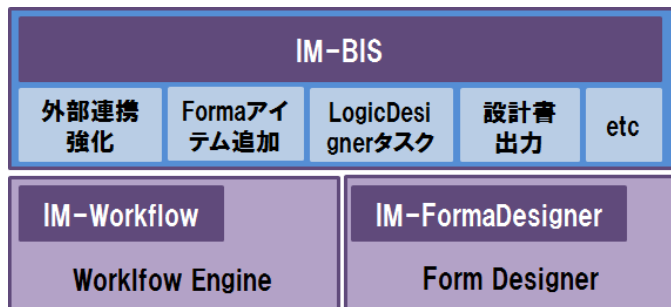 IM-BIS
外部連携
強化
Formaアイ
テム追加
LogicDesi
gnerタスク
設計書
出力
etc
IM-Workflow
Worklfow Engine
IM-FormaDesigner
Form Designer